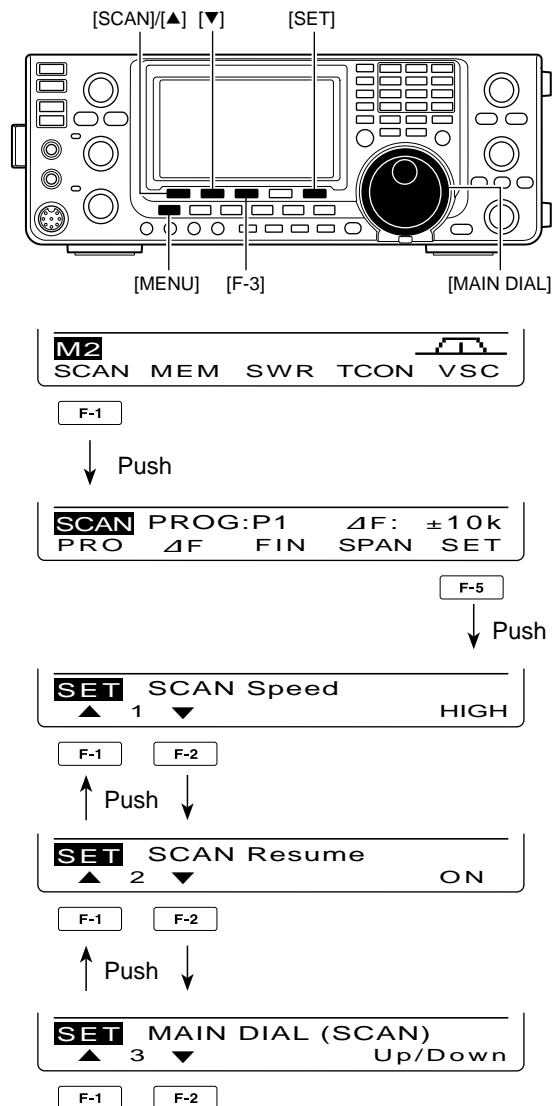 [SCAN]/[▲] [▼] [SET]
[MENU] [F-3] [MAIN DIAL]
M2
SCAN MEM SWR TCON VSC
F-1
Push
SCAN PROG:P1 ⊿F: ±10k
PRO ⊿F FIN SPAN SET
F-5
Push
SET SCAN Speed
▲ 1 ▼ HIGH
F-1 F-2
Push
SET SCAN Resume
▲ 2 ▼ ON
F-1 F-2
Push
SET MAIN DIAL (SCAN)
▲ 3 ▼ Up/Down
F-1 F-2